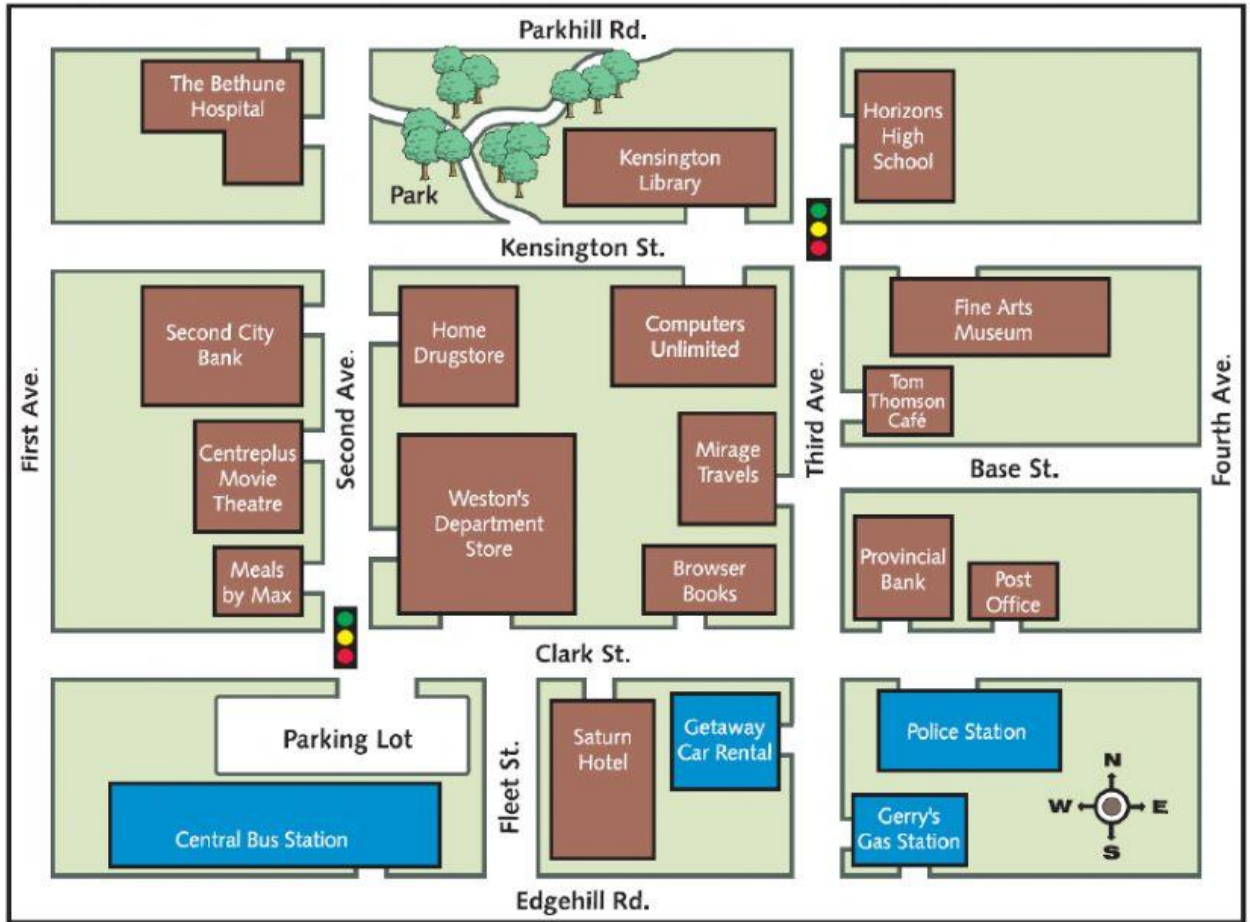 Parkhill Rd.
The Bethune
Hospital
Park
Kensington
Library
Horizons
High
School
Kensington St.
Second City
Bank
Home
Drugstore
Computers
Unlimited
Fine Arts
Museum
Tom
Thomson
Café
First Ave.
Second Ave.
Third Ave.
Fourth Ave.
Centreplus
Movie
Theatre
Weston's
Department
Store
Mirage
Travels
Base St.
Meals
by Max
Browser
Books
Provincial
Bank
Post
Office
Clark St.
Parking Lot
Fleet St.
Saturn
Hotel
Getaway
Car Rental
Police Station
Central Bus Station
Gerry's
Gas Station
N
W
E
S
Edgehill Rd.